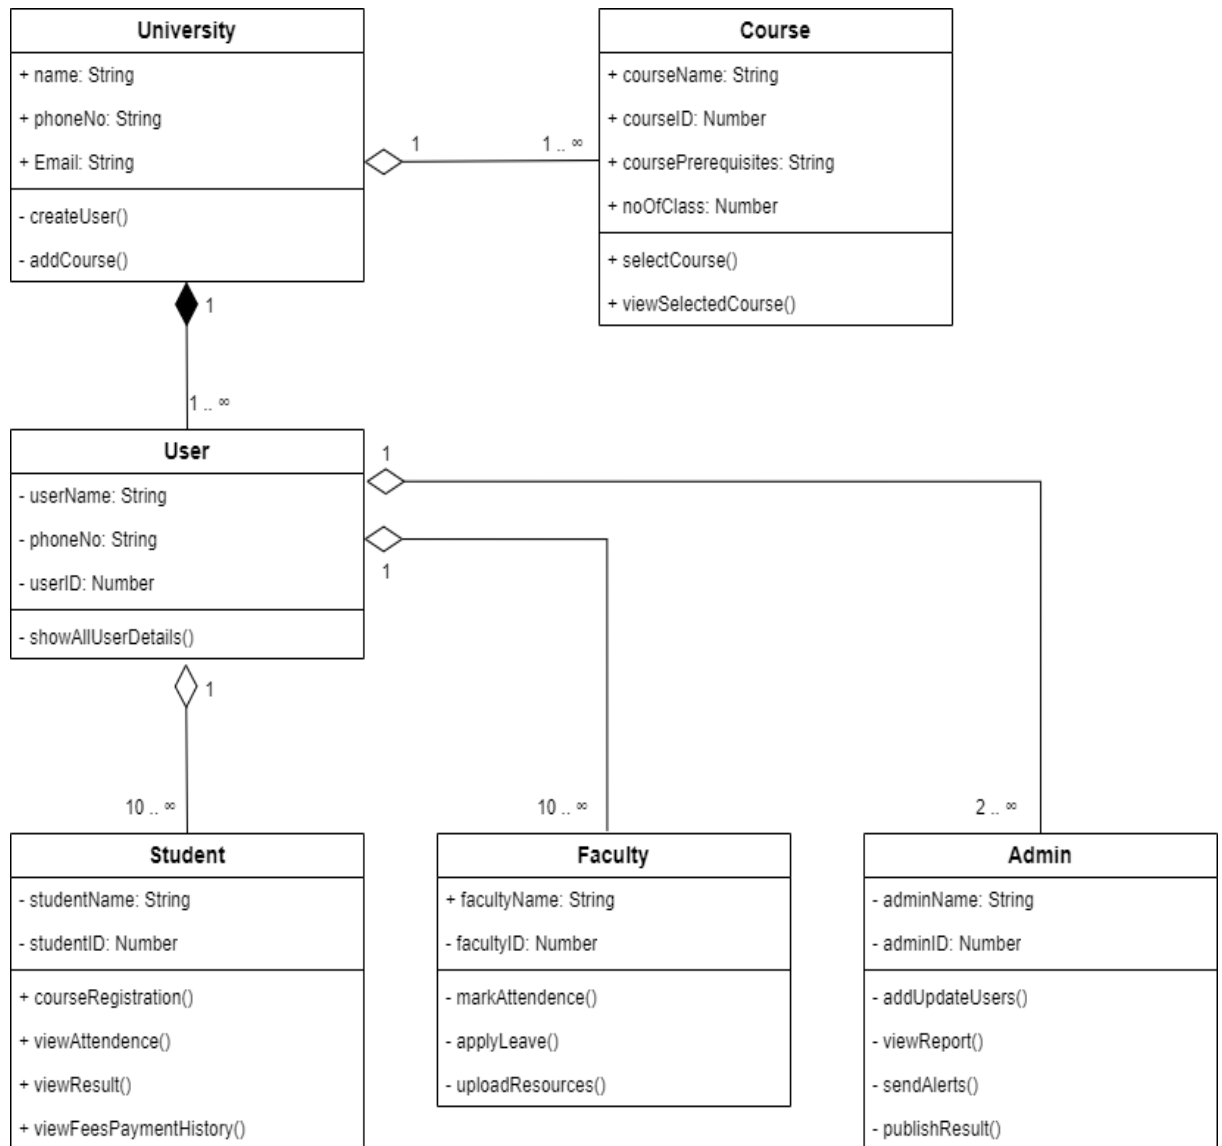 University
+ name: String
+ phoneNo: String
+ Email: String
- createUser()
- addCourse()
1
1 .. ∞
Course
+ courseName: String
+ courseID: Number
+ coursePrerequisites: String
+ noOfClass: Number
+ selectCourse()
+ viewSelectedCourse()
1
1 .. ∞
User
- userName: String
- phoneNo: String
- userID: Number
- showAllUserDetails()
1
1
1
10 .. ∞
10 .. ∞
2 .. ∞
Student
- studentName: String
- studentID: Number
+ courseRegistration()
+ viewAttendence()
+ viewResult()
+ viewFeesPaymentHistory()
Faculty
+ facultyName: String
- facultyID: Number
- markAttendence()
- applyLeave()
- uploadResources()
Admin
- adminName: String
- adminID: Number
- addUpdateUsers()
- viewReport()
- sendAlerts()
- publishResult()